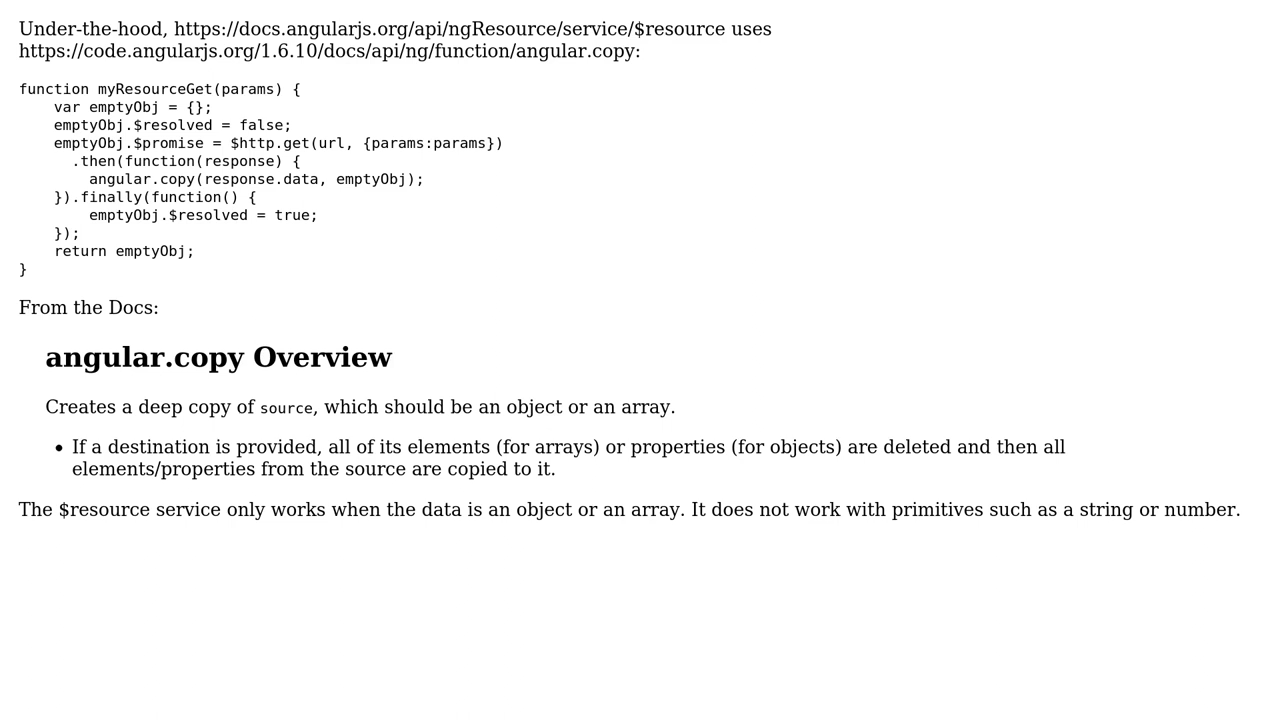 Under-the-hood, https://docs.angularjs.org/api/ngResource/service/$resource uses
https://code.angularjs.org/1.6.10/docs/api/ng/function/angular.copy:
function myResourceGet(params) {
    var emptyObj = {};
    emptyObj.$resolved = false;
    emptyObj.$promise = $http.get(url, {params:params})
      .then(function(response) {
        angular.copy(response.data, emptyObj);
    }).finally(function() {
        emptyObj.$resolved = true;
    });
    return emptyObj;
}
From the Docs:
angular.copy Overview
Creates a deep copy of source, which should be an object or an array.
• If a destination is provided, all of its elements (for arrays) or properties (for objects) are deleted and then all
elements/properties from the source are copied to it.
The $resource service only works when the data is an object or an array. It does not work with primitives such as a string or number.